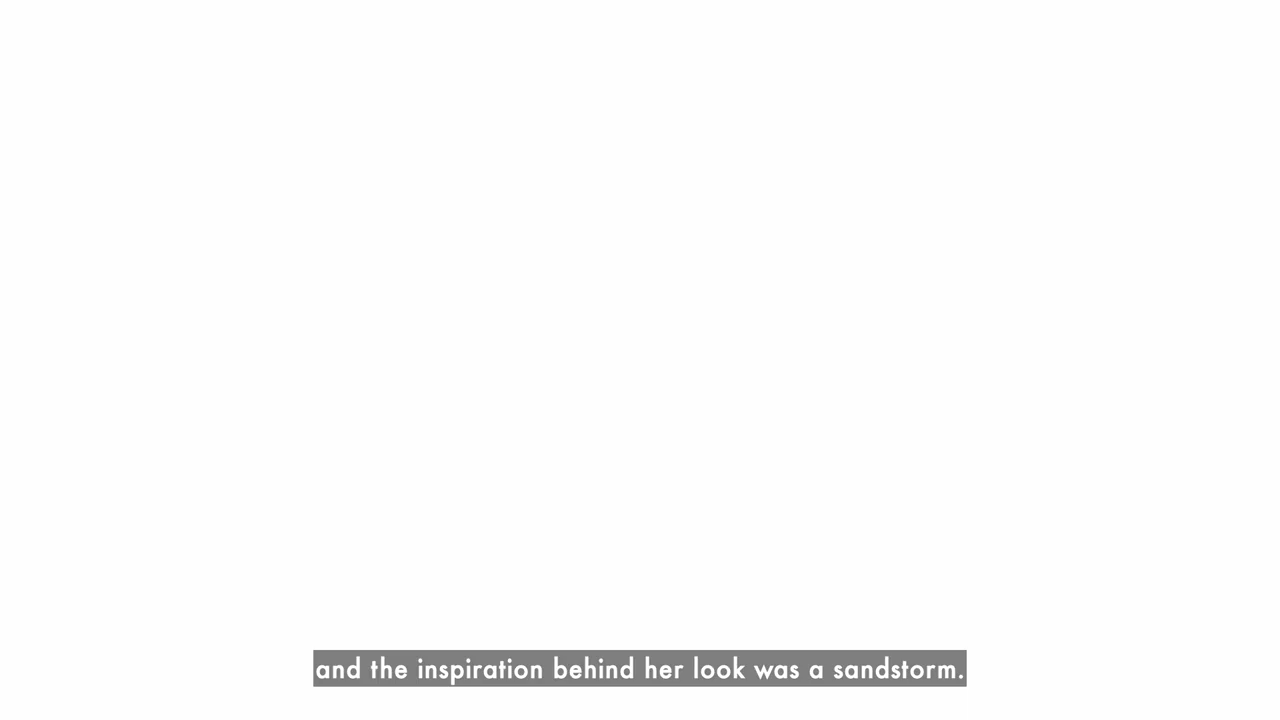 and the inspiration behind her look was a sandstorm.